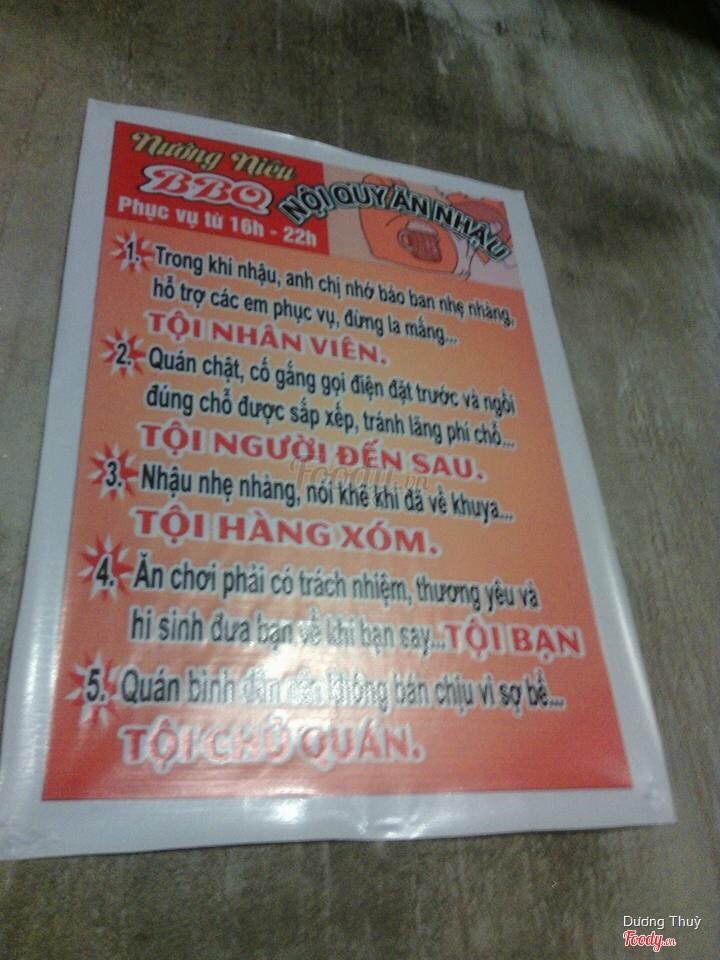 Nướng Niêu
BBQ
Phục vụ từ 16h - 22h
NỘI QUY ĂN NHẬU
1. Trong khi nhậu, anh chị nhớ bảo ban nhẹ nhàng,
hỗ trợ các em phục vụ, đừng la mắng...
TỘI NHÂN VIÊN.
2. Quán chật, cố gắng gọi điện đặt trước và ngồi
đúng chỗ được sắp xếp, tránh lãng phí chỗ...
TỘI NGƯỜI ĐẾN SAU.
3. Nhậu nhẹ nhàng, nói khẽ khi đã về khuya...
TỘI HÀNG XÓM.
4. Ăn chơi phải có trách nhiệm, thương yêu và
hi sinh đưa bạn về khi bạn say...TỘI BẠN
5. Quán bình dân nên không bán chịu vì sợ bể...
TỘI CHỦ QUÁN.
Foody.vn
Dương Thuỳ
Foody.vn